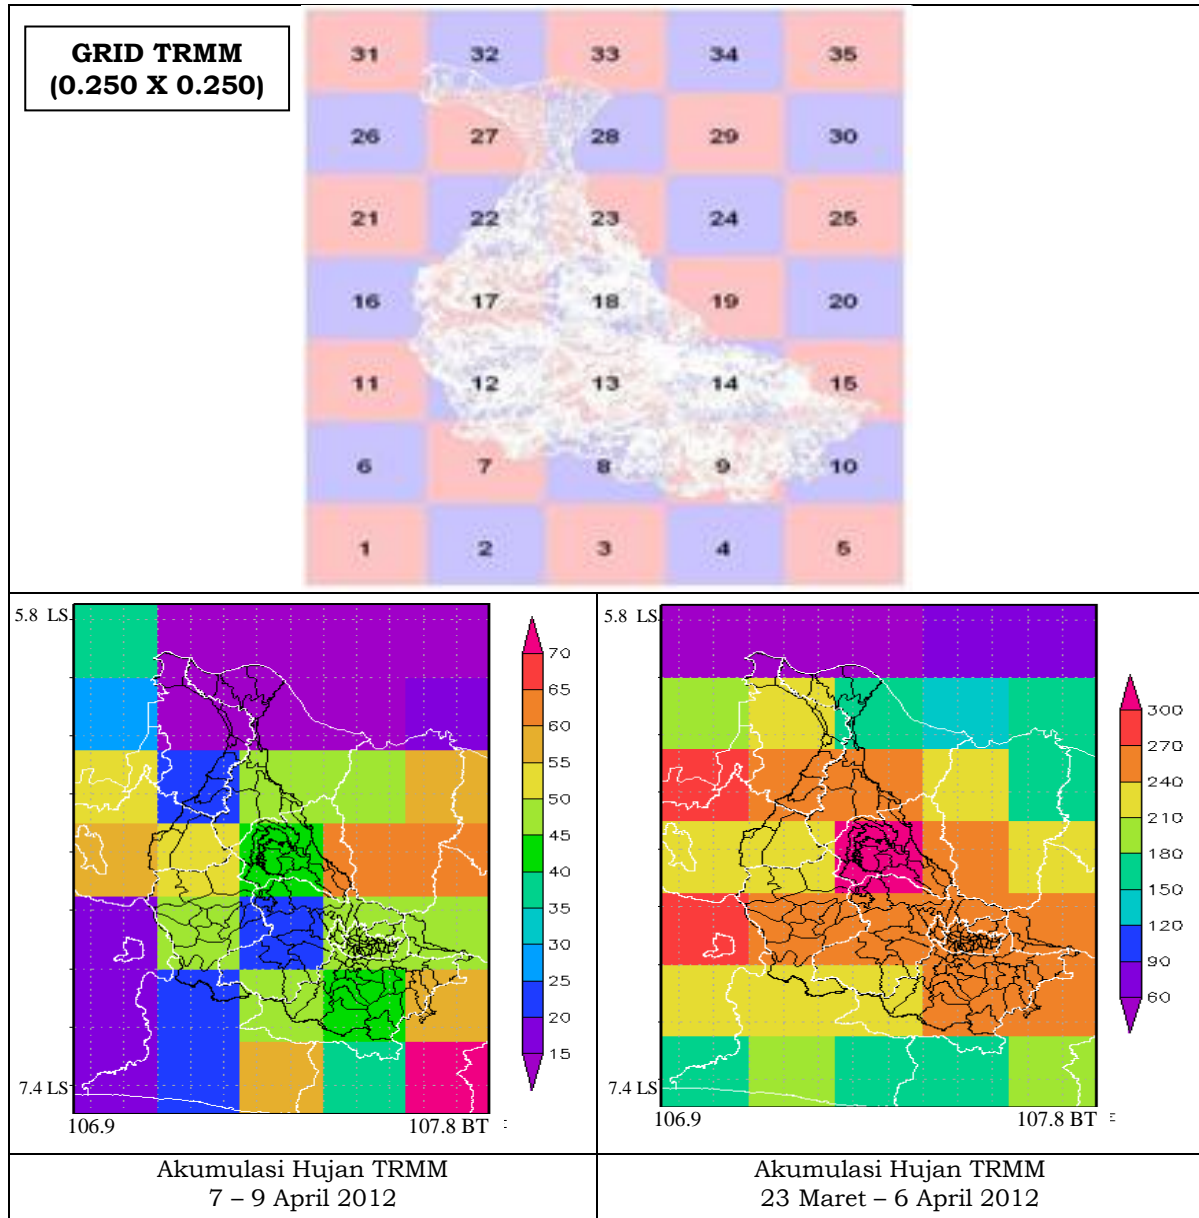 GRID TRMM
(0.250 X 0.250)
31 32 33 34 35
26 27 28 29 30
21 22 23 24 25
16 17 18 19 20
11 12 13 14 15
6 7 8 9 10
1 2 3 4 5
5.8 LS
7.4 LS
106.9
107.8 BT
70
65
60
55
50
45
40
35
30
25
20
15
5.8 LS
7.4 LS
106.9
107.8 BT
300
270
240
210
180
150
120
90
60
Akumulasi Hujan TRMM
7 – 9 April 2012
Akumulasi Hujan TRMM
23 Maret – 6 April 2012